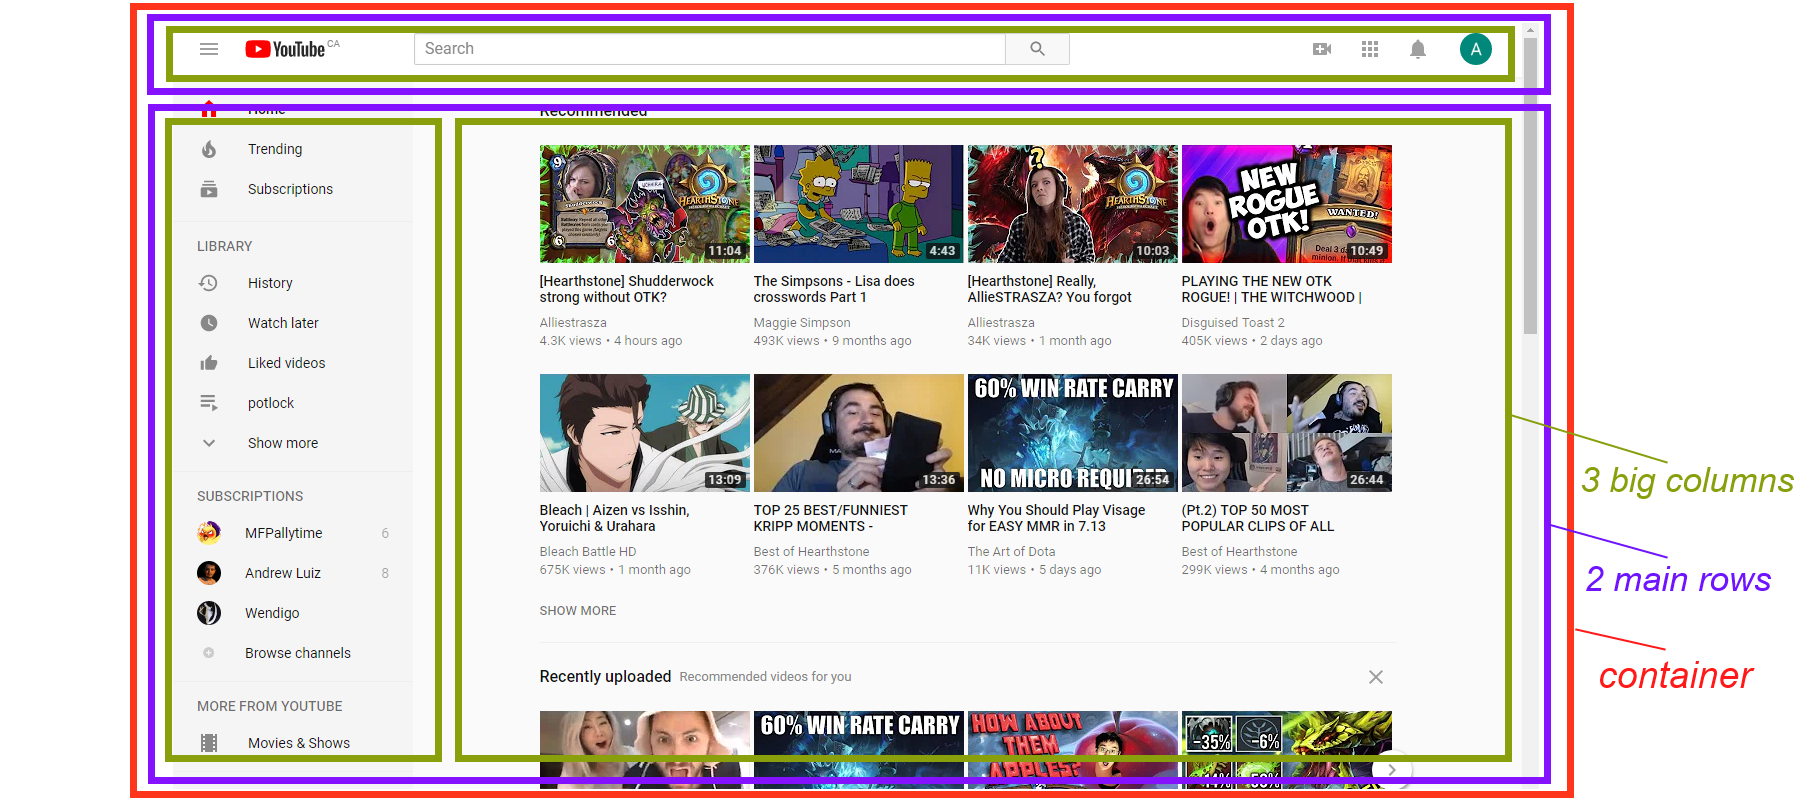 YouTube CA
Search
A
Home
Recommended
Trending
Subscriptions
LIBRARY
History
Watch later
Liked videos
potlock
Show more
SUBSCRIPTIONS
MFPallytime 6
Andrew Luiz 8
Wendigo
Browse channels
MORE FROM YOUTUBE
Movies & Shows
9
6
6
HEARTHSTONE
11:04
4:43
?
HEARTHSTONE
10:03
NEW
ROGUE
OTK!
WANTED!
10:49
[Hearthstone] Shudderwock
strong without OTK?
Alliestrasza
4.3K views • 4 hours ago
The Simpsons - Lisa does
crosswords Part 1
Maggie Simpson
493K views • 9 months ago
[Hearthstone] Really,
AllieSTRASZA? You forgot
Alliestrasza
34K views • 1 month ago
PLAYING THE NEW OTK
ROGUE! | THE WITCHWOOD |
Disguised Toast 2
405K views • 2 days ago
13:09
13:36
60% WIN RATE CARRY
NO MICRO REQUIRED
26:54
26:44
Bleach | Aizen vs Isshin,
Yoruichi & Urahara
Bleach Battle HD
675K views • 1 month ago
TOP 25 BEST/FUNNIEST
KRIPP MOMENTS -
Best of Hearthstone
376K views • 5 months ago
Why You Should Play Visage
for EASY MMR in 7.13
The Art of Dota
11K views • 5 days ago
(Pt.2) TOP 50 MOST
POPULAR CLIPS OF ALL
Best of Hearthstone
299K views • 4 months ago
SHOW MORE
Recently uploaded Recommended videos for you
60% WIN RATE CARRY
HOW ABOUT
THEM
APPLES?
-35% -6%
3 big columns
2 main rows
container